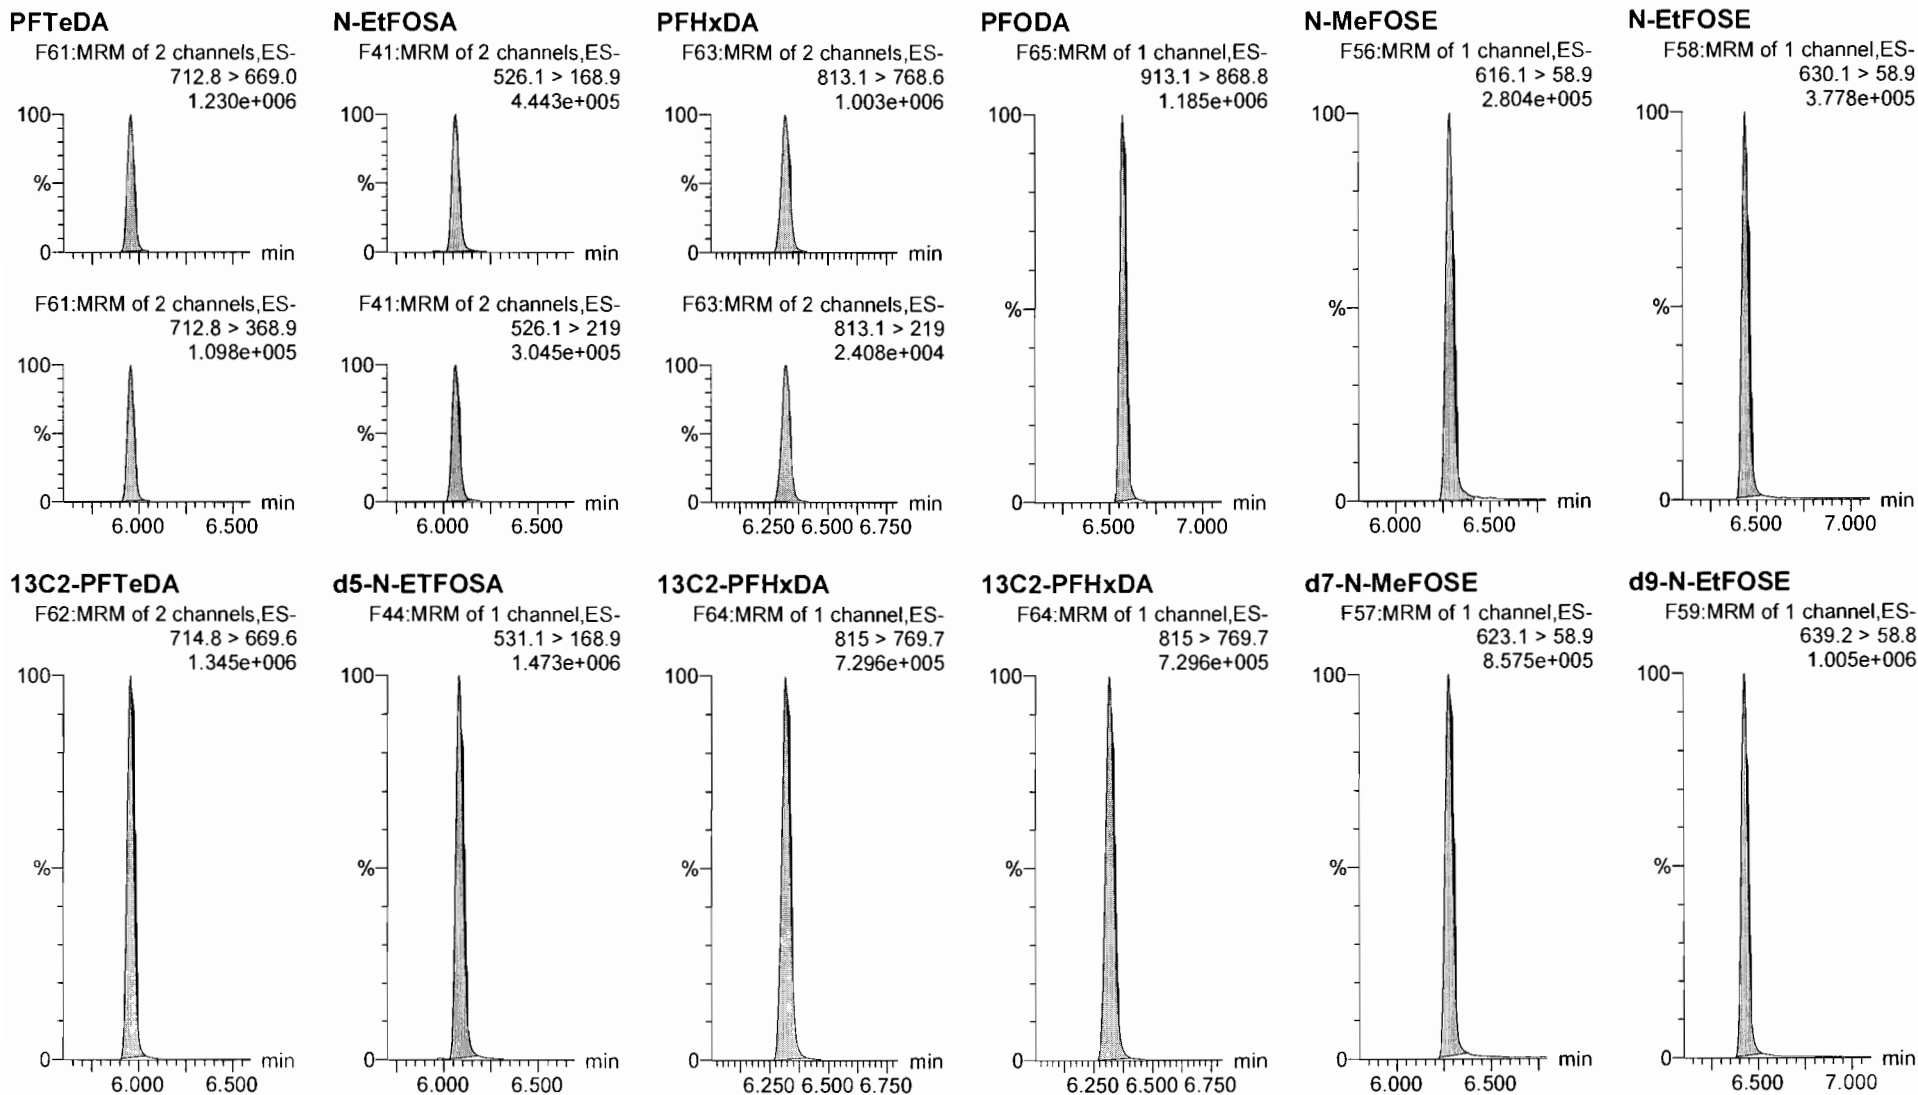 PFTeDA
F61:MRM of 2 channels,ES-
712.8 > 669.0
1.230e+006
100
%
0
min
F61:MRM of 2 channels,ES-
712.8 > 368.9
1.098e+005
100
%
0
min
6.000 6.500
N-EtFOSA
F41:MRM of 2 channels,ES-
526.1 > 168.9
4.443e+005
100
%
0
min
F41:MRM of 2 channels,ES-
526.1 > 219
3.045e+005
100
%
0
min
6.000 6.500
PFHxDA
F63:MRM of 2 channels,ES-
813.1 > 768.6
1.003e+006
100
%
0
min
F63:MRM of 2 channels,ES-
813.1 > 219
2.408e+004
100
%
0
min
6.250 6.500 6.750
PFODA
F65:MRM of 1 channel,ES-
913.1 > 868.8
1.185e+006
100
%
0
min
6.500 7.000
N-MeFOSE
F56:MRM of 1 channel,ES-
616.1 > 58.9
2.804e+005
100
%
0
min
6.000 6.500
N-EtFOSE
F58:MRM of 1 channel,ES-
630.1 > 58.9
3.778e+005
100
%
0
min
6.500 7.000
13C2-PFTeDA
F62:MRM of 2 channels,ES-
714.8 > 669.6
1.345e+006
100
%
0
min
6.000 6.500
d5-N-ETFOSA
F44:MRM of 1 channel,ES-
531.1 > 168.9
1.473e+006
100
%
0
min
6.000 6.500
13C2-PFHxDA
F64:MRM of 1 channel,ES-
815 > 769.7
7.296e+005
100
%
0
min
6.250 6.500 6.750
13C2-PFHxDA
F64:MRM of 1 channel,ES-
815 > 769.7
7.296e+005
100
%
0
min
6.250 6.500 6.750
d7-N-MeFOSE
F57:MRM of 1 channel,ES-
623.1 > 58.9
8.575e+005
100
%
0
min
6.000 6.500
d9-N-EtFOSE
F59:MRM of 1 channel,ES-
639.2 > 58.8
1.005e+006
100
%
0
min
6.500 7.000